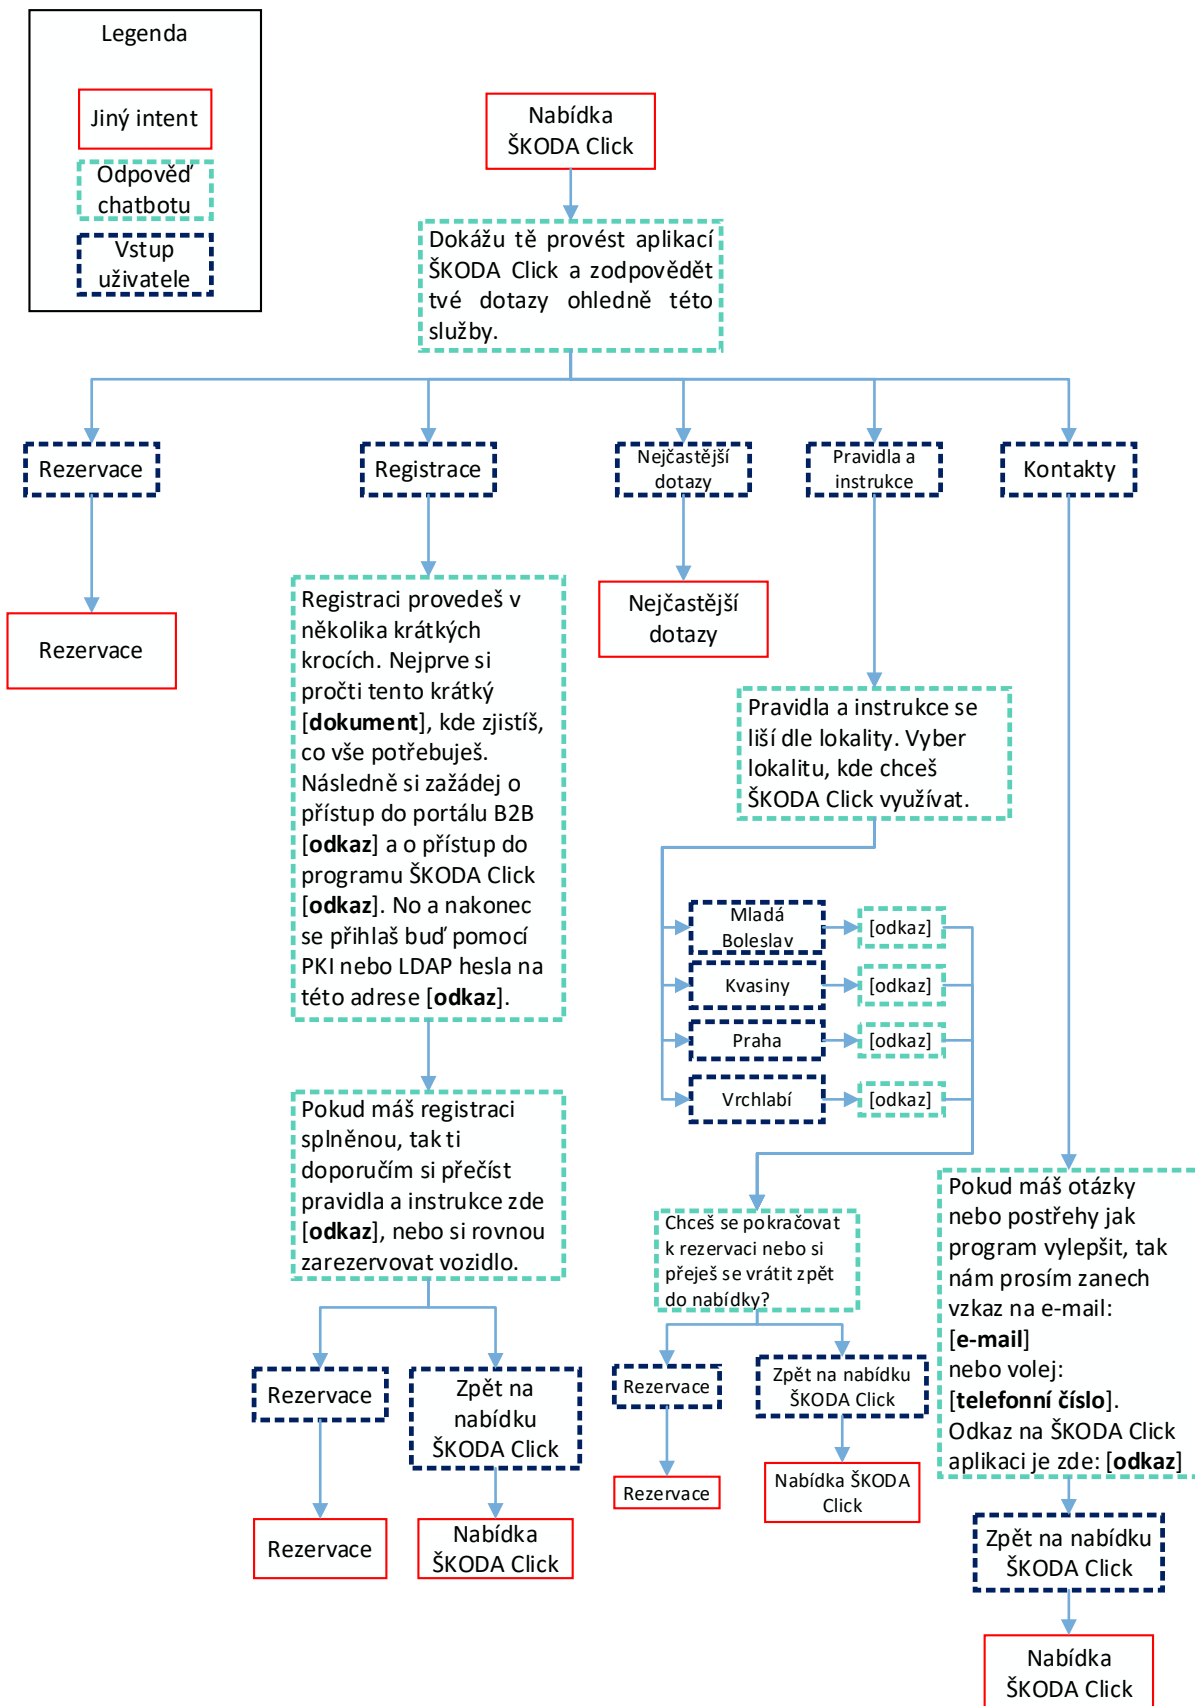 Legenda
Jiný intent
Odpověď
chatbotu
Vstup
uživatele
Nabídka
ŠKODA Click
Dokážu tě provést aplikací
ŠKODA Click a zodpovědět
tvé dotazy ohledně této
služby.
Rezervace
Registrace
Nejčastější
dotazy
Pravidla a
instrukce
Kontakty
Rezervace
Registraci provedeš v
několika krátkých
krocích. Nejprve si
pročti tento krátký
[dokument], kde zjistíš,
co vše potřebuješ.
Následně si zažádej o
přístup do portálu B2B
[odkaz] a o přístup do
programu ŠKODA Click
[odkaz]. No a nakonec
se přihlaš buď pomocí
PKI nebo LDAP hesla na
této adrese [odkaz].
Nejčastější
dotazy
Pravidla a instrukce se
liší dle lokality. Vyber
lokalitu, kde chceš
ŠKODA Click využívat.
Mladá
Boleslav
[odkaz]
Kvasiny
[odkaz]
Praha
[odkaz]
Vrchlabí
[odkaz]
Pokud máš registraci
splněnou, tak ti
doporučím si přečíst
pravidla a instrukce zde
[odkaz], nebo si rovnou
zarezervovat vozidlo.
Chceš se pokračovat
k rezervaci nebo si
přeješ se vrátit zpět
do nabídky?
Pokud máš otázky
nebo postřehy jak
program vylepšit, tak
nám prosím zanech
vzkaz na e-mail:
[e-mail]
nebo volej:
[telefonní číslo].
Odkaz na ŠKODA Click
aplikaci je zde: [odkaz]
Rezervace
Zpět na
nabídku
ŠKODA Click
Rezervace
Zpět na nabídku
ŠKODA Click
Rezervace
Nabídka ŠKODA
Click
Rezervace
Nabídka
ŠKODA Click
Zpět na nabídku
ŠKODA Click
Nabídka
ŠKODA Click